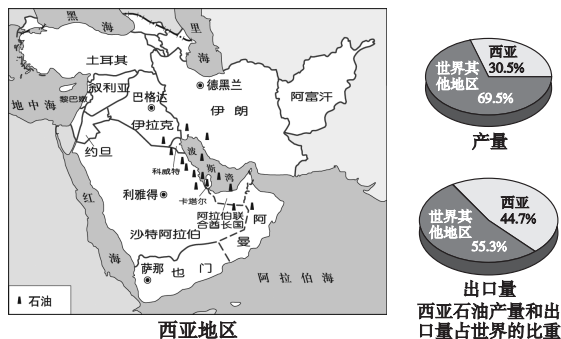 黑
海
里
海
土耳其
德黑兰
叙利亚
黎巴嫩
地中海
巴格达
伊朗
阿富汗
伊拉克
约旦
科威特
波
斯
湾
卡塔尔
利雅得
阿拉伯联
合酋长国
阿
曼
红
海
沙特阿拉伯
萨那
也门
阿拉伯海
石油
西亚地区
西亚
30.5%
世界其
他地区
69.5%
产量
西亚
44.7%
世界其
他地区
55.3%
出口量
西亚石油产量和出
口量占世界的比重